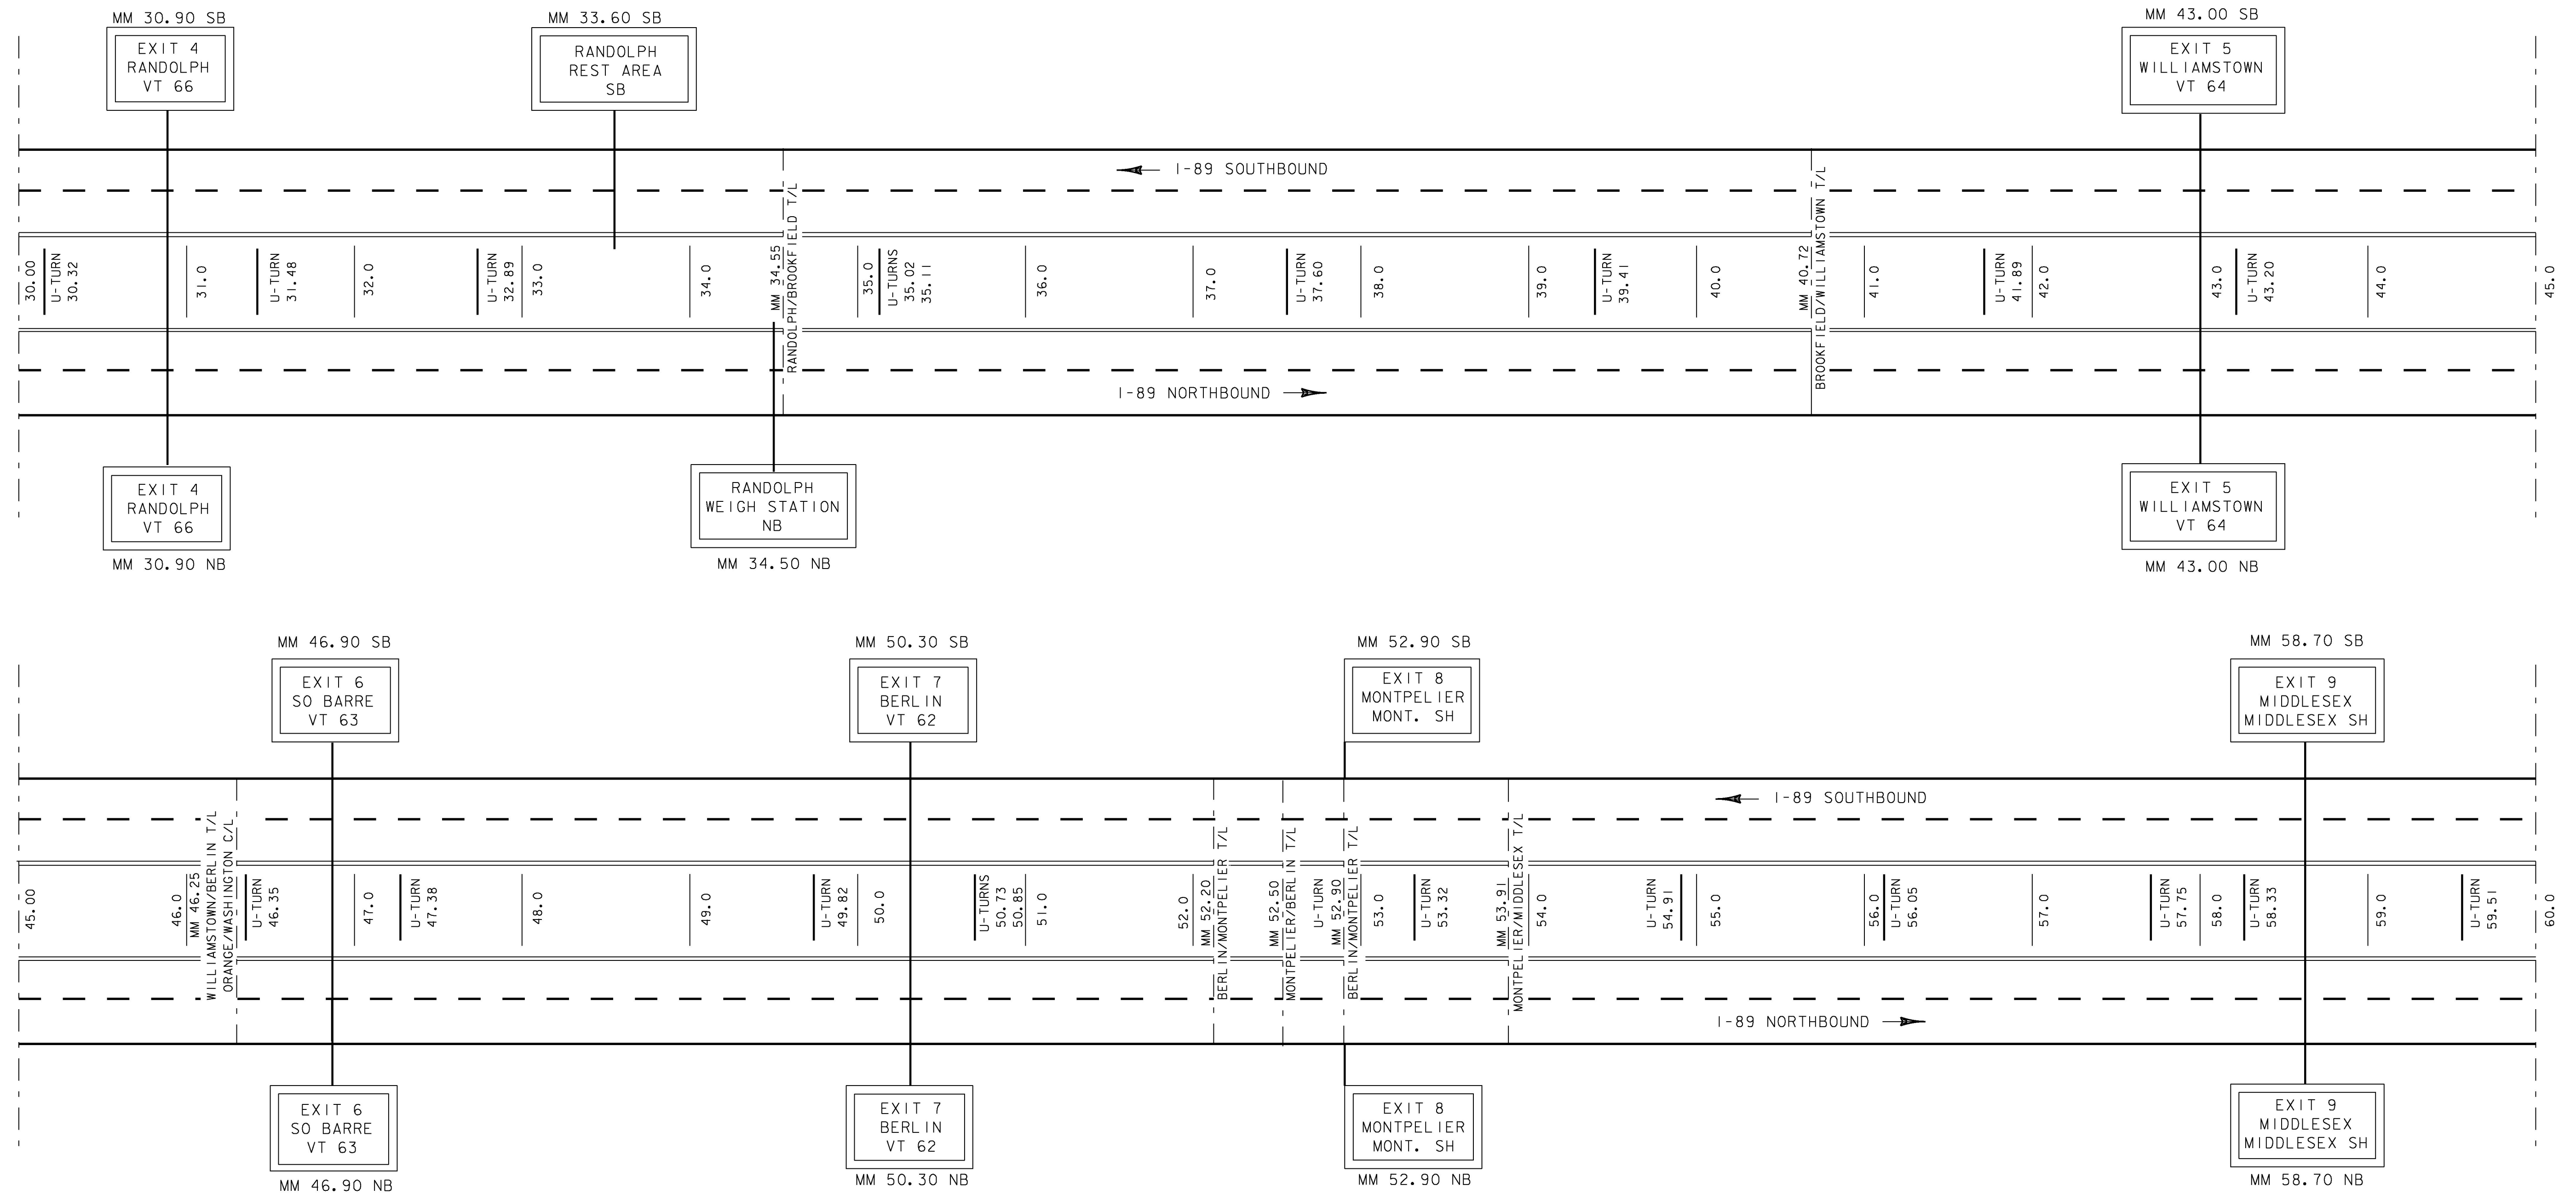 MM 30.90 SB
EXIT 4
RANDOLPH
VT 66
MM 33.60 SB
RANDOLPH
REST AREA
SB
MM 43.00 SB
EXIT 5
WILLIAMSTOWN
VT 64
I-89 SOUTHBOUND
30.00
U-TURN
30.32
31.0
U-TURN
31.48
32.0
U-TURN
32.89
33.0
34.0
MM 34.55
RANDOLPH/BROOKFIELD T/L
35.0
U-TURNS
35.02
35.11
36.0
37.0
U-TURN
37.60
38.0
39.0
U-TURN
39.41
40.0
MM 40.72
BROOKFIELD/WILLIAMSTOWN T/L
41.0
U-TURN
41.89
42.0
43.0
U-TURN
43.20
44.0
45.0
I-89 NORTHBOUND
EXIT 4
RANDOLPH
VT 66
MM 30.90 NB
RANDOLPH
WEIGH STATION
NB
MM 34.50 NB
EXIT 5
WILLIAMSTOWN
VT 64
MM 43.00 NB
MM 46.90 SB
EXIT 6
SO BARRE
VT 63
MM 50.30 SB
EXIT 7
BERLIN
VT 62
MM 52.90 SB
EXIT 8
MONTPELIER
MONT. SH
MM 58.70 SB
EXIT 9
MIDDLESEX
MIDDLESEX SH
I-89 SOUTHBOUND
45.00
46.0
MM 46.25
WILLIAMSTOWN/BERLIN T/L
ORANGE/WASHINGTON C/L
U-TURN
46.35
47.0
U-TURN
47.38
48.0
49.0
U-TURN
49.82
50.0
U-TURNS
50.73
50.85
51.0
52.0
MM 52.20
BERLIN/MONTPELIER T/L
MM 52.50
MONTPELIER/BERLIN T/L
U-TURN
MM 52.90
BERLIN/MONTPELIER T/L
53.0
U-TURN
53.32
MM 53.91
MONTPELIER/MIDDLESEX T/L
54.0
U-TURN
54.91
55.0
56.0
U-TURN
56.05
57.0
U-TURN
57.75
58.0
U-TURN
58.33
59.0
U-TURN
59.51
60.0
I-89 NORTHBOUND
EXIT 6
SO BARRE
VT 63
MM 46.90 NB
EXIT 7
BERLIN
VT 62
MM 50.30 NB
EXIT 8
MONTPELIER
MONT. SH
MM 52.90 NB
EXIT 9
MIDDLESEX
MIDDLESEX SH
MM 58.70 NB